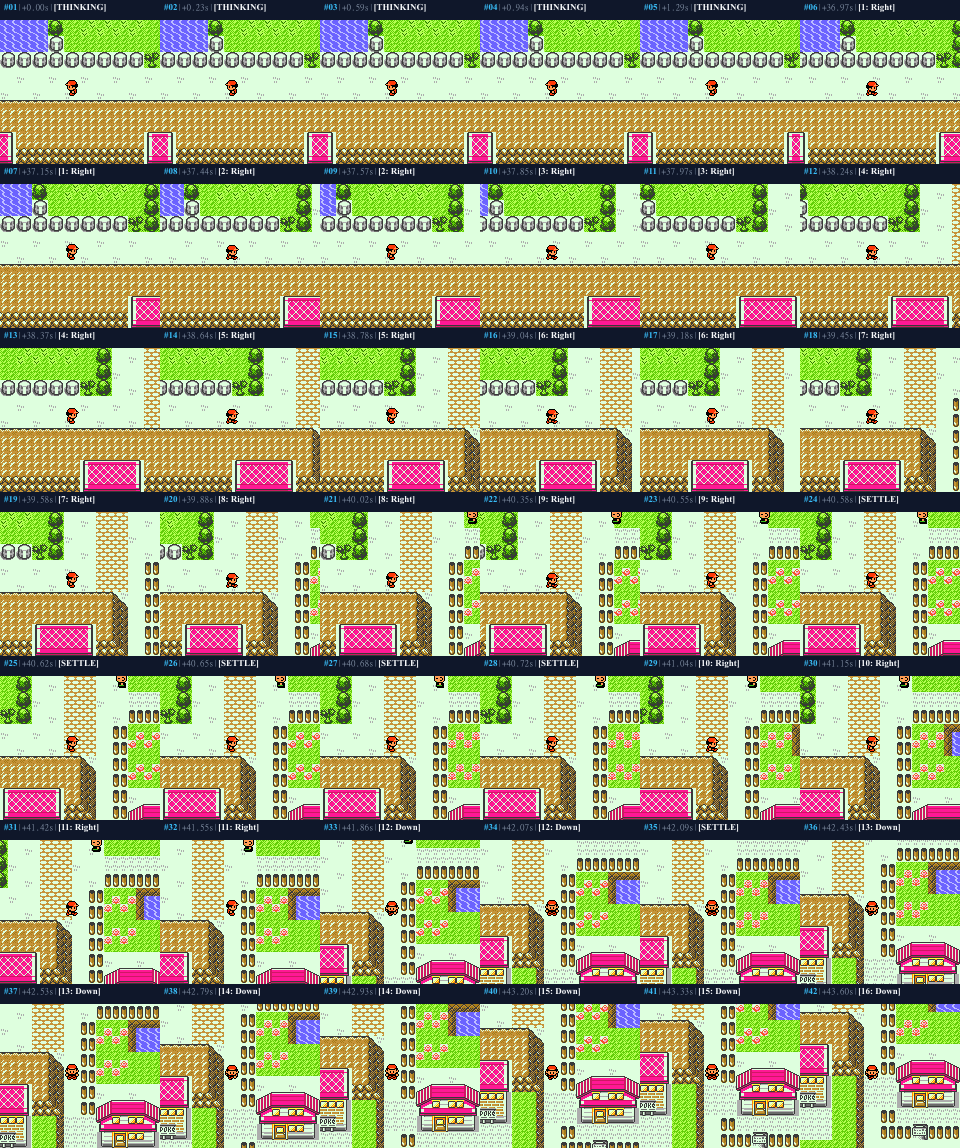 #01|+0.00s|[THINKING] #02|+0.23s|[THINKING] #03|+0.59s|[THINKING] #04|+0.94s|[THINKING] #05|+1.29s|[THINKING] #06|+36.97s|[1: Right]
#07|+37.15s|[1: Right] #08|+37.44s|[2: Right] #09|+37.57s|[2: Right] #10|+37.85s|[3: Right] #11|+37.97s|[3: Right] #12|+38.24s|[4: Right]
#13|+38.37s|[4: Right] #14|+38.64s|[5: Right] #15|+38.78s|[5: Right] #16|+39.04s|[6: Right] #17|+39.18s|[6: Right] #18|+39.45s|[7: Right]
#19|+39.58s|[7: Right] #20|+39.88s|[8: Right] #21|+40.02s|[8: Right] #22|+40.35s|[9: Right] #23|+40.55s|[9: Right] #24|+40.58s|[SETTLE]
#25|+40.62s|[SETTLE] #26|+40.65s|[SETTLE] #27|+40.68s|[SETTLE] #28|+40.72s|[SETTLE] #29|+41.04s|[10: Right] #30|+41.15s|[10: Right]
#31|+41.42s|[11: Right] #32|+41.55s|[11: Right] #33|+41.86s|[12: Down] #34|+42.07s|[12: Down] #35|+42.09s|[SETTLE] #36|+42.43s|[13: Down]
#37|+42.53s|[13: Down] #38|+42.79s|[14: Down] #39|+42.93s|[14: Down] #40|+43.20s|[15: Down] #41|+43.33s|[15: Down] #42|+43.60s|[16: Down]
POKé POKé POKé POKé POKé